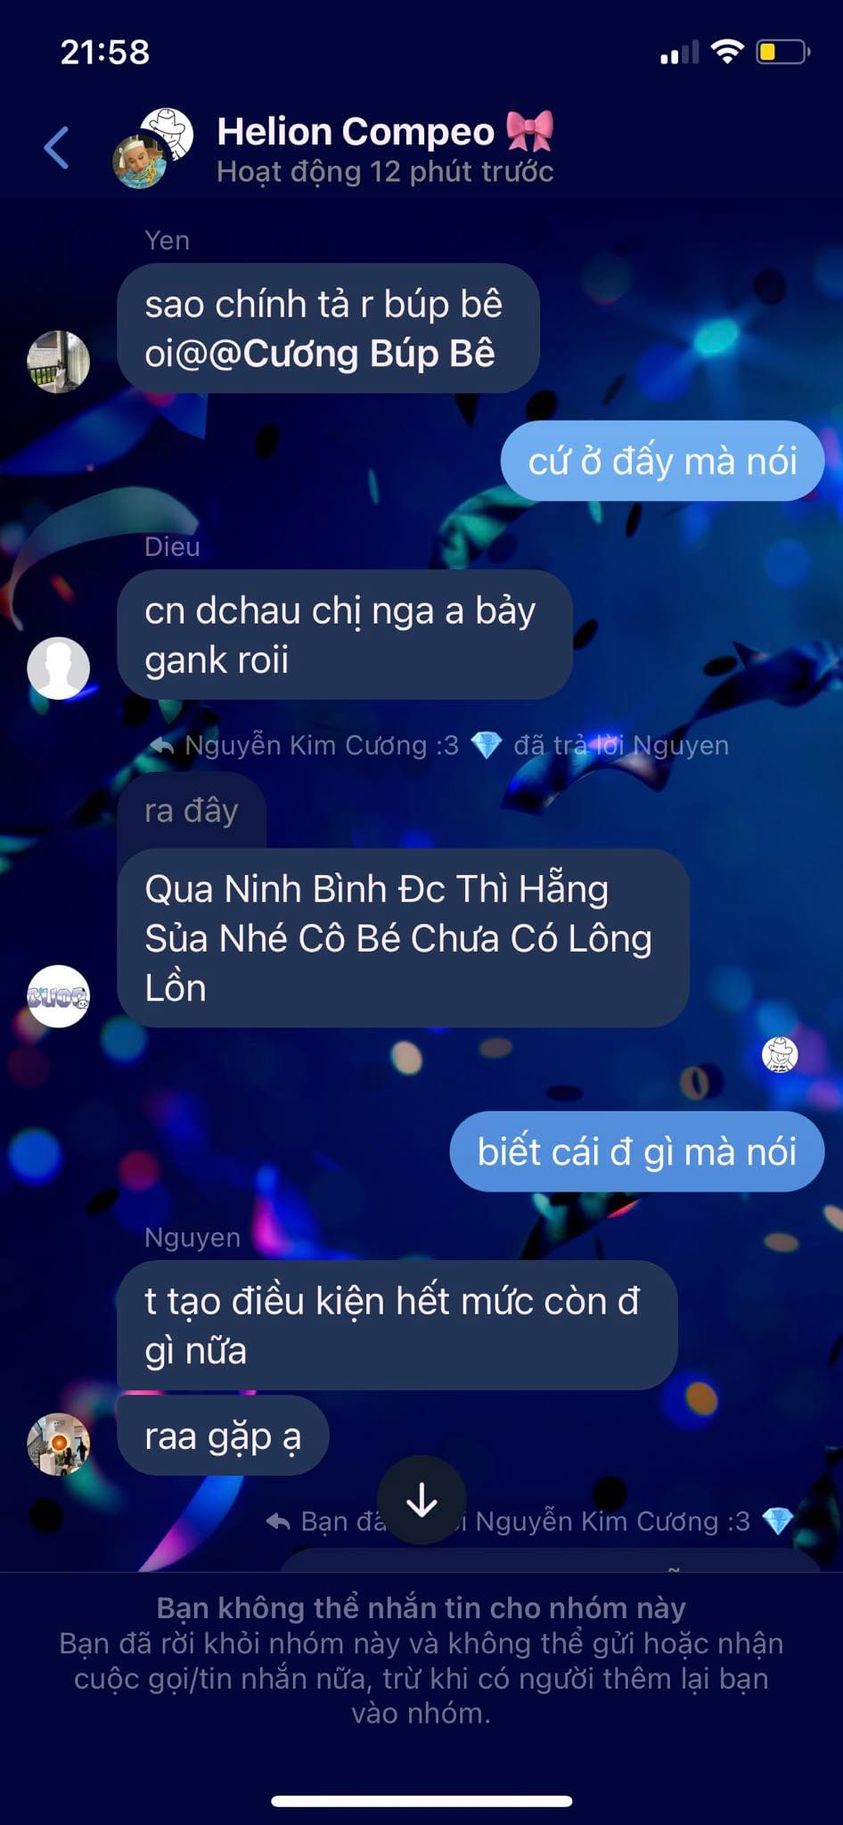 21:58
Helion Compeo 🎀
Hoạt động 12 phút trước
Yen
sao chính tả r búp bê
oi@@Cương Búp Bê
cứ ở đấy mà nói
Dieu
cn dchau chị nga a bảy
gank roii
Nguyễn Kim Cương :3 💎 đã trả lời Nguyen
ra đây
Qua Ninh Bình Đc Thì Hẵng
Sủa Nhé Cô Bé Chưa Có Lông
Lồn
biết cái đ gì mà nói
Nguyen
t tạo điều kiện hết mức còn đ
gì nữa
raa gặp ạ
Bạn Nguyễn Kim Cương :3 💎
Bạn không thể nhắn tin cho nhóm này
Bạn đã rời khỏi nhóm này và không thể gửi hoặc nhận
cuộc gọi/tin nhắn nữa, trừ khi có người thêm lại bạn
vào nhóm.